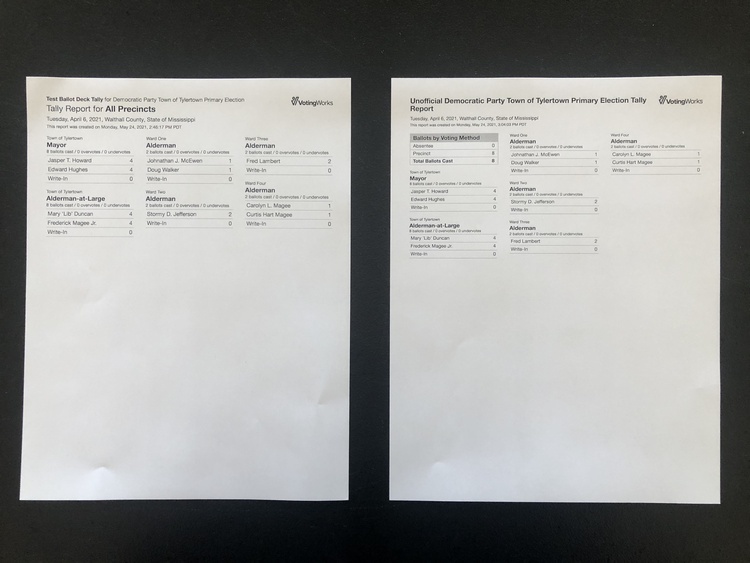 Test Ballot Deck Tally for Democratic Party Town of Tylertown Primary Election
Tally Report for All Precincts
VotingWorks
Tuesday, April 6, 2021, Walthall County, State of Mississippi
This report was created on Monday, May 24, 2021, 2:46:17 PM PDT
Town of Tylertown
Mayor
8 ballots cast / 0 overvotes / 0 undervotes
Jasper T. Howard 4
Edward Hughes 4
Write-In 0
Town of Tylertown
Alderman-at-Large
8 ballots cast / 0 overvotes / 0 undervotes
Mary 'Lib' Duncan 4
Frederick Magee Jr. 4
Write-In 0
Ward One
Alderman
2 ballots cast / 0 overvotes / 0 undervotes
Johnathan J. McEwen 1
Doug Walker 1
Write-In 0
Ward Two
Alderman
2 ballots cast / 0 overvotes / 0 undervotes
Stormy D. Jefferson 2
Write-In 0
Ward Three
Alderman
2 ballots cast / 0 overvotes / 0 undervotes
Fred Lambert 2
Write-In 0
Ward Four
Alderman
2 ballots cast / 0 overvotes / 0 undervotes
Carolyn L. Magee 1
Curtis Hart Magee 1
Write-In 0
Unofficial Democratic Party Town of Tylertown Primary Election Tally
Report
VotingWorks
Tuesday, April 6, 2021, Walthall County, State of Mississippi
This report was created on Monday, May 24, 2021, PM PDT
Ballots by Voting Method
Absentee 0
Precinct 8
Total Ballots Cast 8
Town of Tylertown
Mayor
8 ballots cast / 0 overvotes / 0 undervotes
Jasper T. Howard 4
Edward Hughes 4
Write-In 0
Town of Tylertown
Alderman-at-Large
8 ballots cast / 0 overvotes / 0 undervotes
Mary 'Lib' Duncan 4
Frederick Magee Jr. 4
Write-In 0
Ward One
Alderman
2 ballots cast / 0 overvotes / 0 undervotes
Johnathan J. McEwen 1
Doug Walker 1
Write-In 0
Ward Two
Alderman
2 ballots cast / 0 overvotes / 0 undervotes
Stormy D. Jefferson 2
Write-In 0
Ward Three
Alderman
2 ballots cast / 0 overvotes / 0 undervotes
Fred Lambert 2
Write-In 0
Ward Four
Alderman
2 ballots cast / 0 overvotes / 0 undervotes
Carolyn L. Magee 1
Curtis Hart Magee 1
Write-In 0